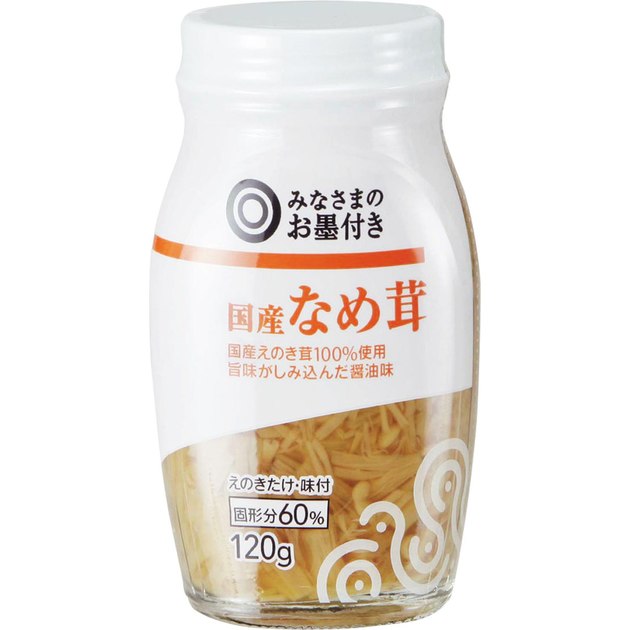 みなさまの
お墨付き
国産なめ茸
国産えのき茸100%使用
旨味がしみ込んだ醤油味
えのきたけ・味付
固形分60%
120g